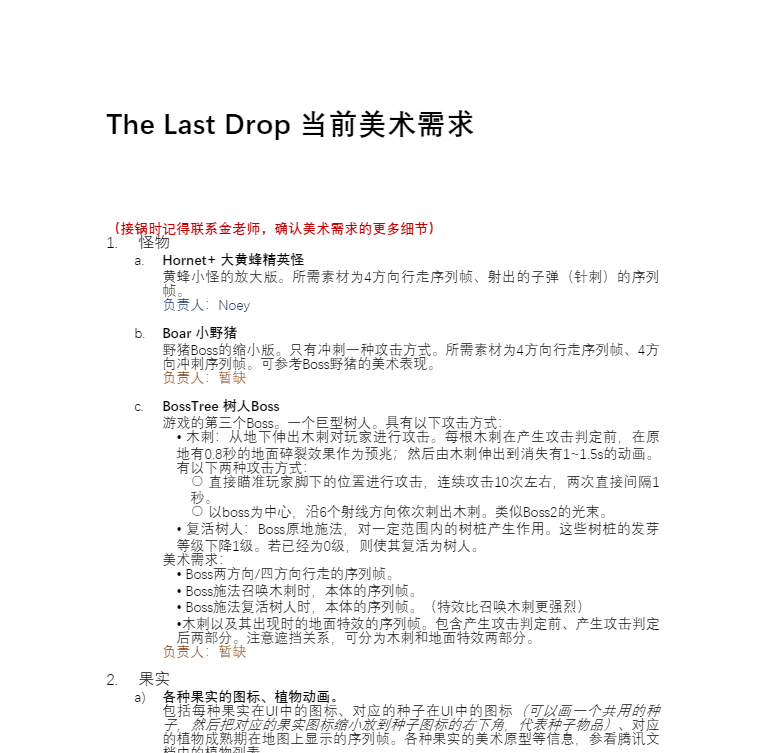 The Last Drop 当前美术需求
（接锅时记得联系金老师，确认美术需求的更多细节）
1. 怪物
a. Hornet+ 大黄蜂精英怪
黄蜂小怪的放大版。所需素材为4方向行走序列帧、射出的子弹（针刺）的序列
帧。
负责人：Noey
b. Boar 小野猪
野猪Boss的缩小版。只有冲刺一种攻击方式。所需素材为4方向行走序列帧、4方
向冲刺序列帧。可参考Boss野猪的美术表现。
负责人：暂缺
c. BossTree 树人Boss
游戏的第三个Boss。一个巨型树人。具有以下攻击方式：
• 木刺：从地下伸出木刺对玩家进行攻击。每根木刺在产生攻击判定前，在原
地有0.8秒的地面碎裂效果作为预兆；然后由木刺伸出到消失有1~1.5s的动画。
有以下两种攻击方式：
○ 直接瞄准玩家脚下的位置进行攻击，连续攻击10次左右，两次直接间隔1
秒。
○ 以boss为中心，沿6个射线方向依次刺出木刺。类似Boss2的光束。
• 复活树人：Boss原地施法，对一定范围内的树桩产生作用。这些树桩的发芽
等级下降1级。若已经为0级，则使其复活为树人。
美术需求：
• Boss两方向/四方向行走的序列帧。
• Boss施法召唤木刺时，本体的序列帧。
• Boss施法复活树人时，本体的序列帧。（特效比召唤木刺更强烈）
•木刺以及其出现时的地面特效的序列帧。包含产生攻击判定前、产生攻击判定
后两部分。注意遮挡关系，可分为木刺和地面特效两部分。
负责人：暂缺
2. 果实
a) 各种果实的图标、植物动画。
包括每种果实在UI中的图标、对应的种子在UI中的图标（可以画一个共用的种
子，然后把对应的果实图标缩小放到种子图标的右下角，代表种子物品）、对应
的植物成熟期在地图上显示的序列帧。各种果实的美术原型等信息，参看腾讯文
档中的植物列表